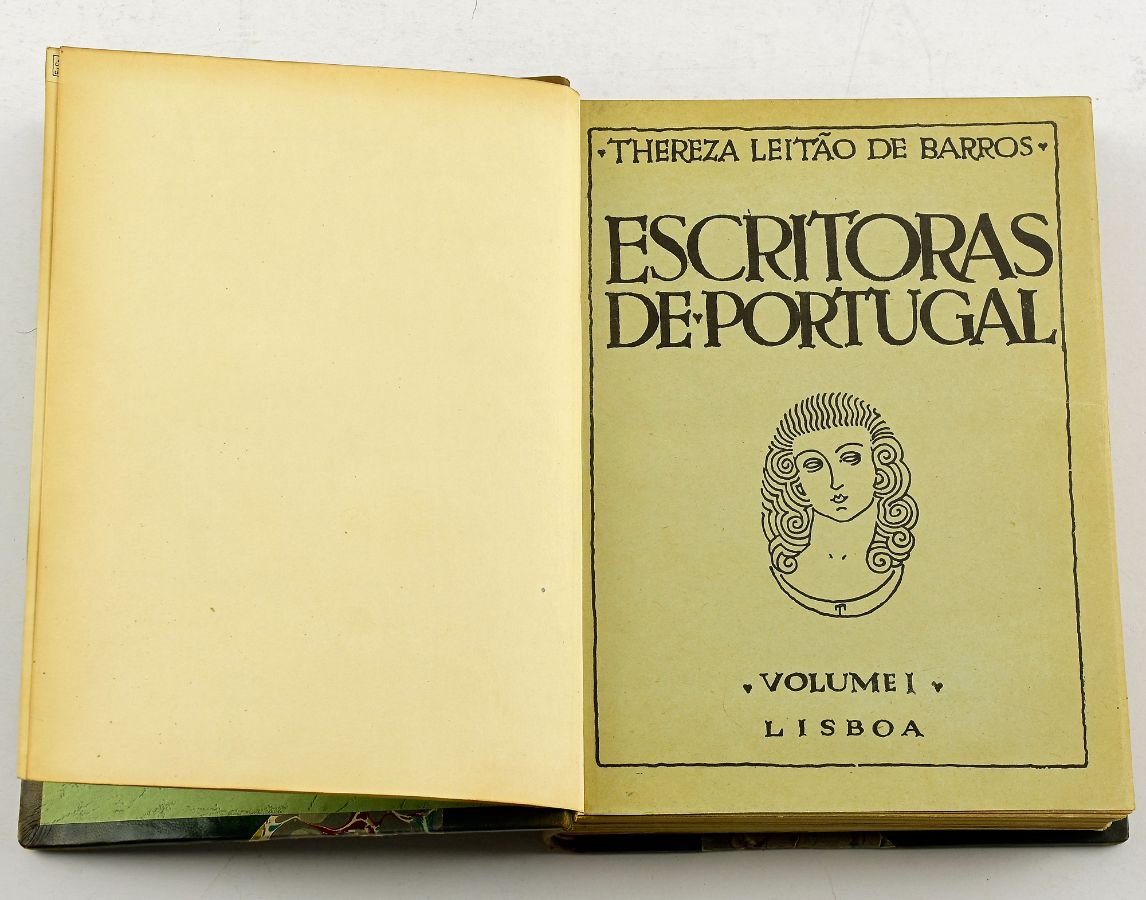 ♥ THEREZA LEITÃO DE BARROS ♥
ESCRITORAS
DE♥PORTUGAL
T
♥ VOLUME I ♥
LISBOA